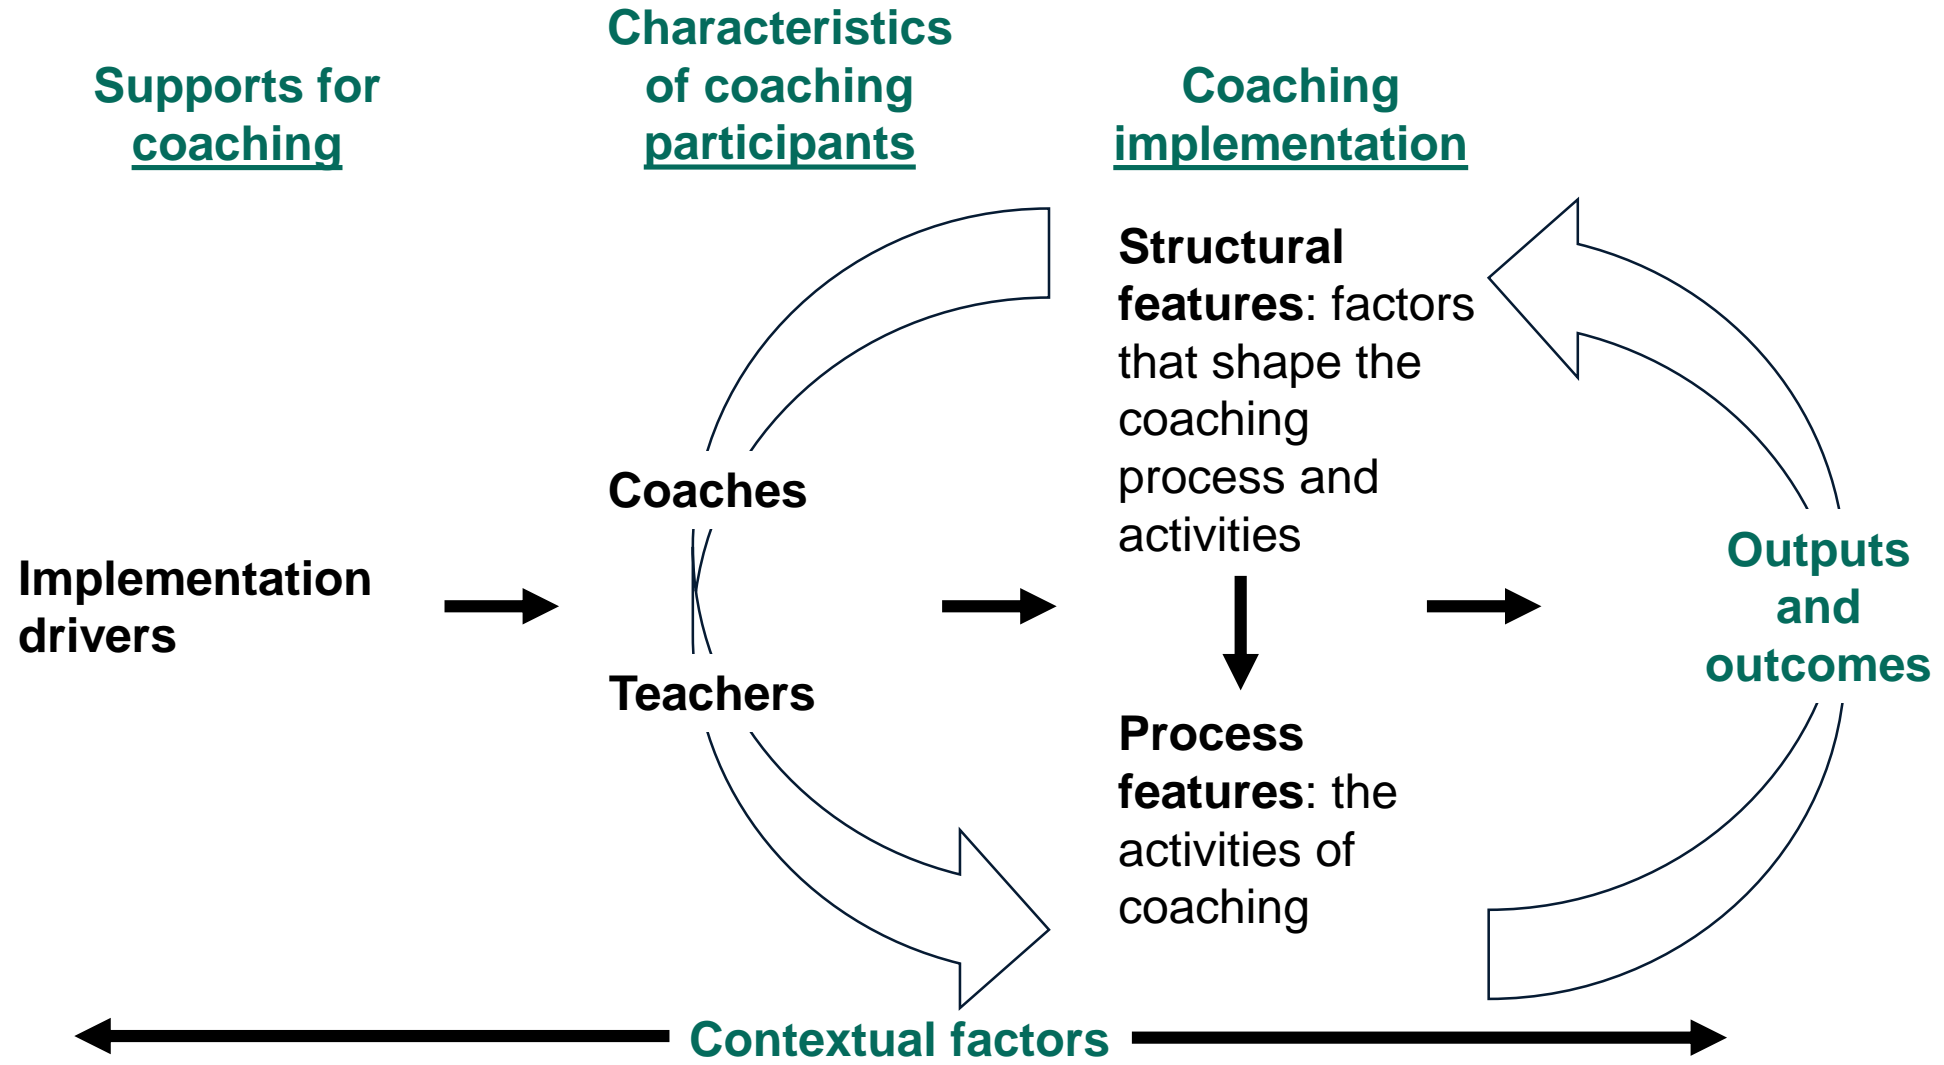 Supports for
coaching
Characteristics
of coaching
participants
Coaching
implementation
Implementation
drivers
Coaches
Teachers
Structural
features: factors
that shape the
coaching
process and
activities
Process
features: the
activities of
coaching
Outputs
and
outcomes
Contextual factors